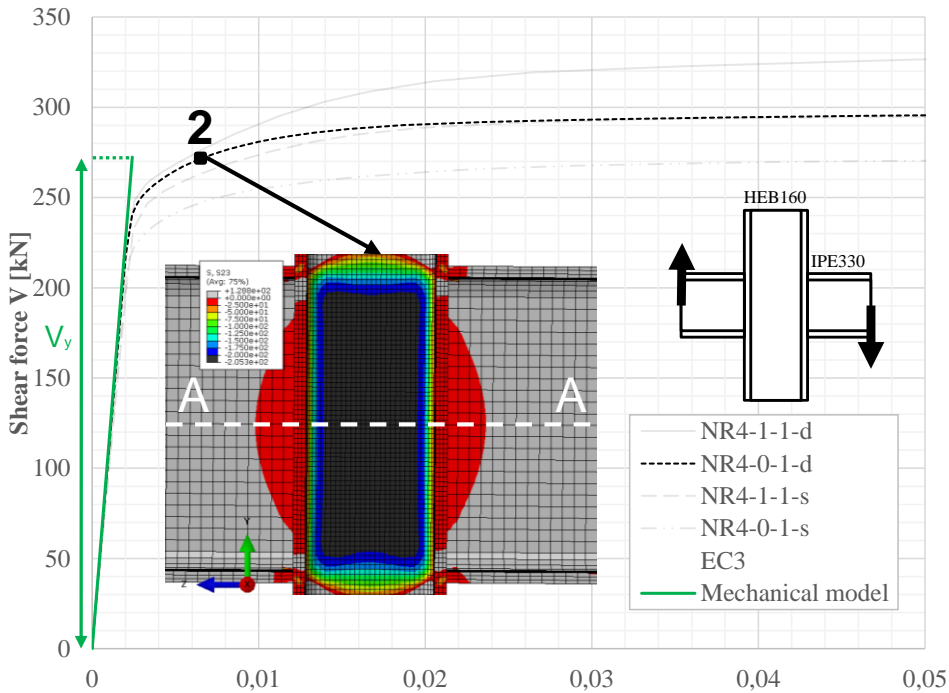 350
300
250
200
150
100
50
0
Shear force V [kN]
Vy
2
S, S23
(Avg: 75%)
+1.288e+02
+0.000e+00
-2.500e+01
-5.000e+01
-7.500e+01
-1.000e+02
-1.250e+02
-1.500e+02
-1.750e+02
-2.000e+02
-2.053e+02
A
A
Y
Z
X
HEB160
IPE330
NR4-1-1-d
NR4-0-1-d
NR4-1-1-s
NR4-0-1-s
EC3
Mechanical model
0
0,01
0,02
0,03
0,04
0,05